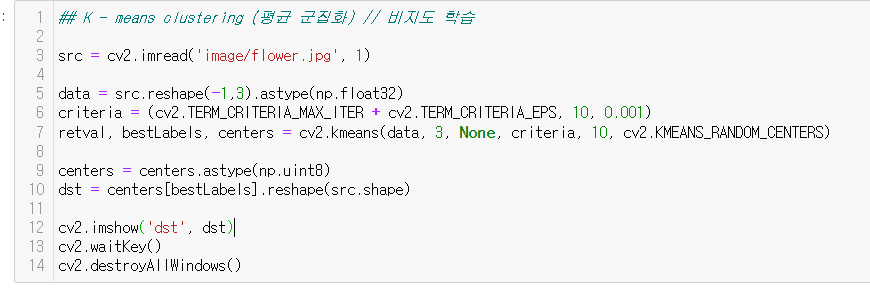 :
1 ## K - means clustering (평균 군집화) // 비지도 학습
2
3 src = cv2.imread('image/flower.jpg', 1)
4
5 data = src.reshape(-1,3).astype(np.float32)
6 criteria = (cv2.TERM_CRITERIA_MAX_ITER + cv2.TERM_CRITERIA_EPS, 10, 0.001)
7 retval, bestLabels, centers = cv2.kmeans(data, 3, None, criteria, 10, cv2.KMEANS_RANDOM_CENTERS)
8
9 centers = centers.astype(np.uint8)
10 dst = centers[bestLabels].reshape(src.shape)
11
12 cv2.imshow('dst', dst)
13 cv2.waitKey()
14 cv2.destroyAllWindows()